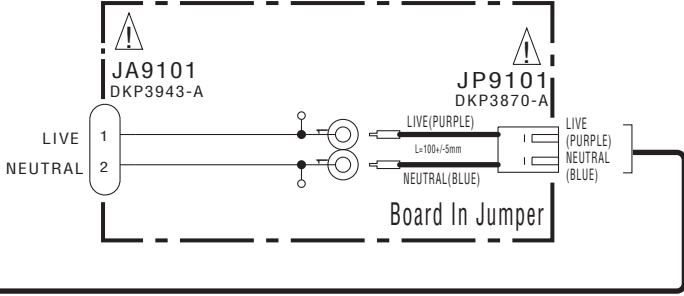 JA9101
DKP3943-A
JP9101
DKP3870-A
LIVE 1
NEUTRAL 2
LIVE(PURPLE)
L=100+/-5mm
NEUTRAL(BLUE)
LIVE
(PURPLE)
NEUTRAL
(BLUE)
Board In Jumper